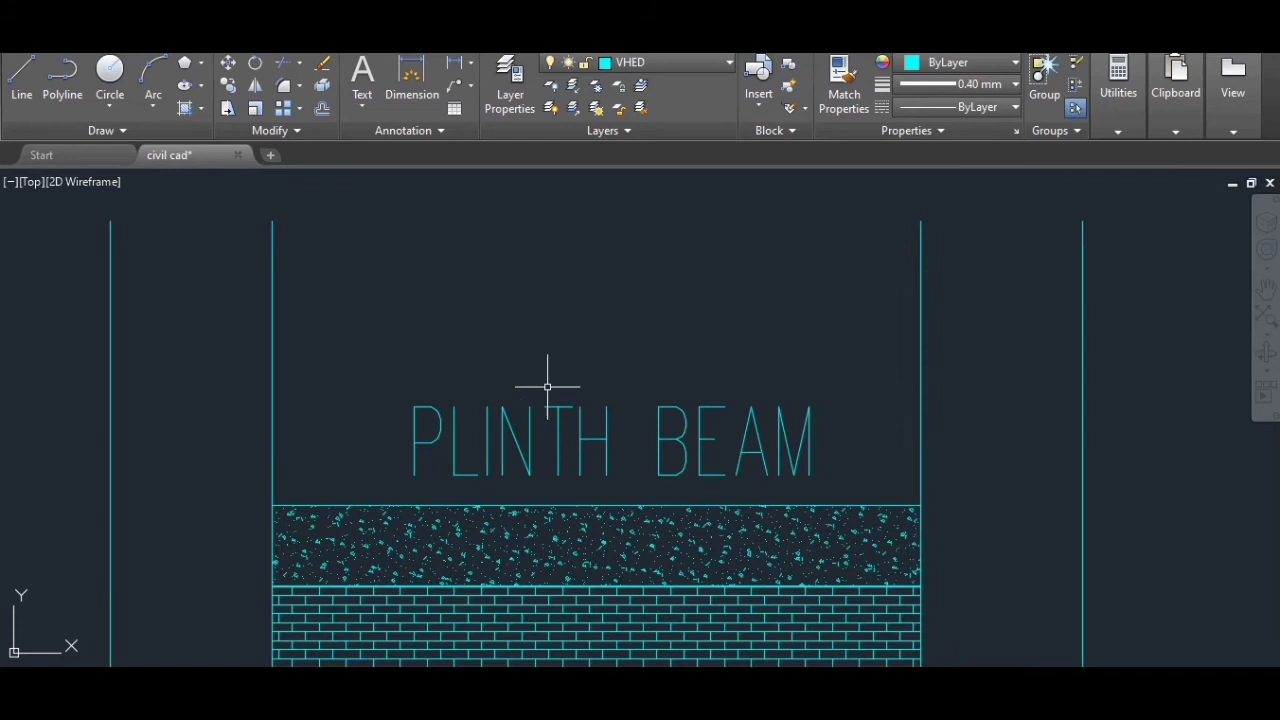 VHED
Line
Polyline
Circle
Arc
Text
Dimension
Layer
Properties
Insert
Match
Properties
ByLayer
0.40 mm
ByLayer
Group
Utilities
Clipboard
View
Draw
Modify
Annotation
Layers
Block
Properties
Groups
Start
civil cad*
[−][Top][2D Wireframe]
PLINTH BEAM
Y
X